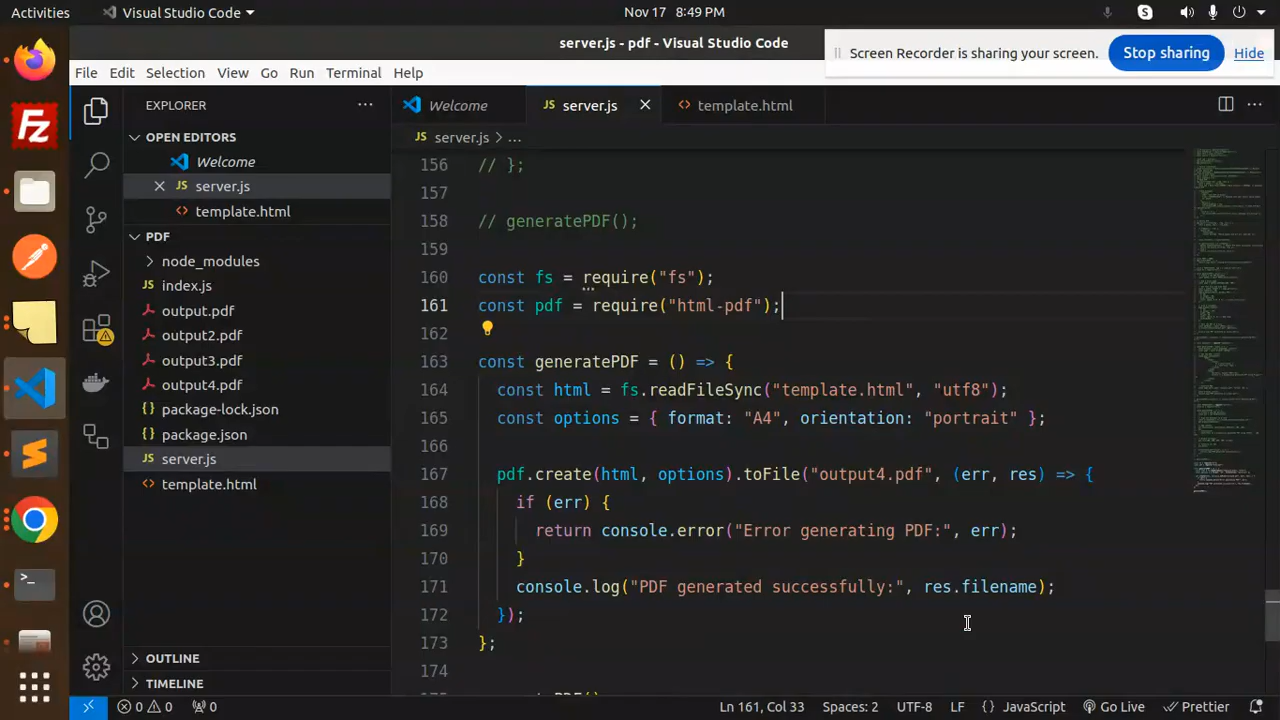 Activities
Visual Studio Code
Nov 17 8:49 PM
server.js - pdf - Visual Studio Code
Screen Recorder is sharing your screen.
Stop sharing
Hide
File Edit Selection View Go Run Terminal Help
EXPLORER
Welcome
server.js
template.html
OPEN EDITORS
Welcome
server.js
template.html
PDF
node_modules
index.js
output.pdf
output2.pdf
output3.pdf
output4.pdf
package-lock.json
package.json
server.js
template.html
OUTLINE
TIMELINE
server.js > ...
156 // };
157
158 // generatePDF();
159
160 const fs = require("fs");
161 const pdf = require("html-pdf");
162
163 const generatePDF = () => {
164 const html = fs.readFileSync("template.html", "utf8");
165 const options = { format: "A4", orientation: "portrait" };
166
167 pdf.create(html, options).toFile("output4.pdf", (err, res) => {
168 if (err) {
169 return console.error("Error generating PDF:", err);
170 }
171 console.log("PDF generated successfully:", res.filename);
172 });
173 };
174
0 0 0
Ln 161, Col 33
Spaces: 2
UTF-8
LF
{ } JavaScript
Go Live
Prettier